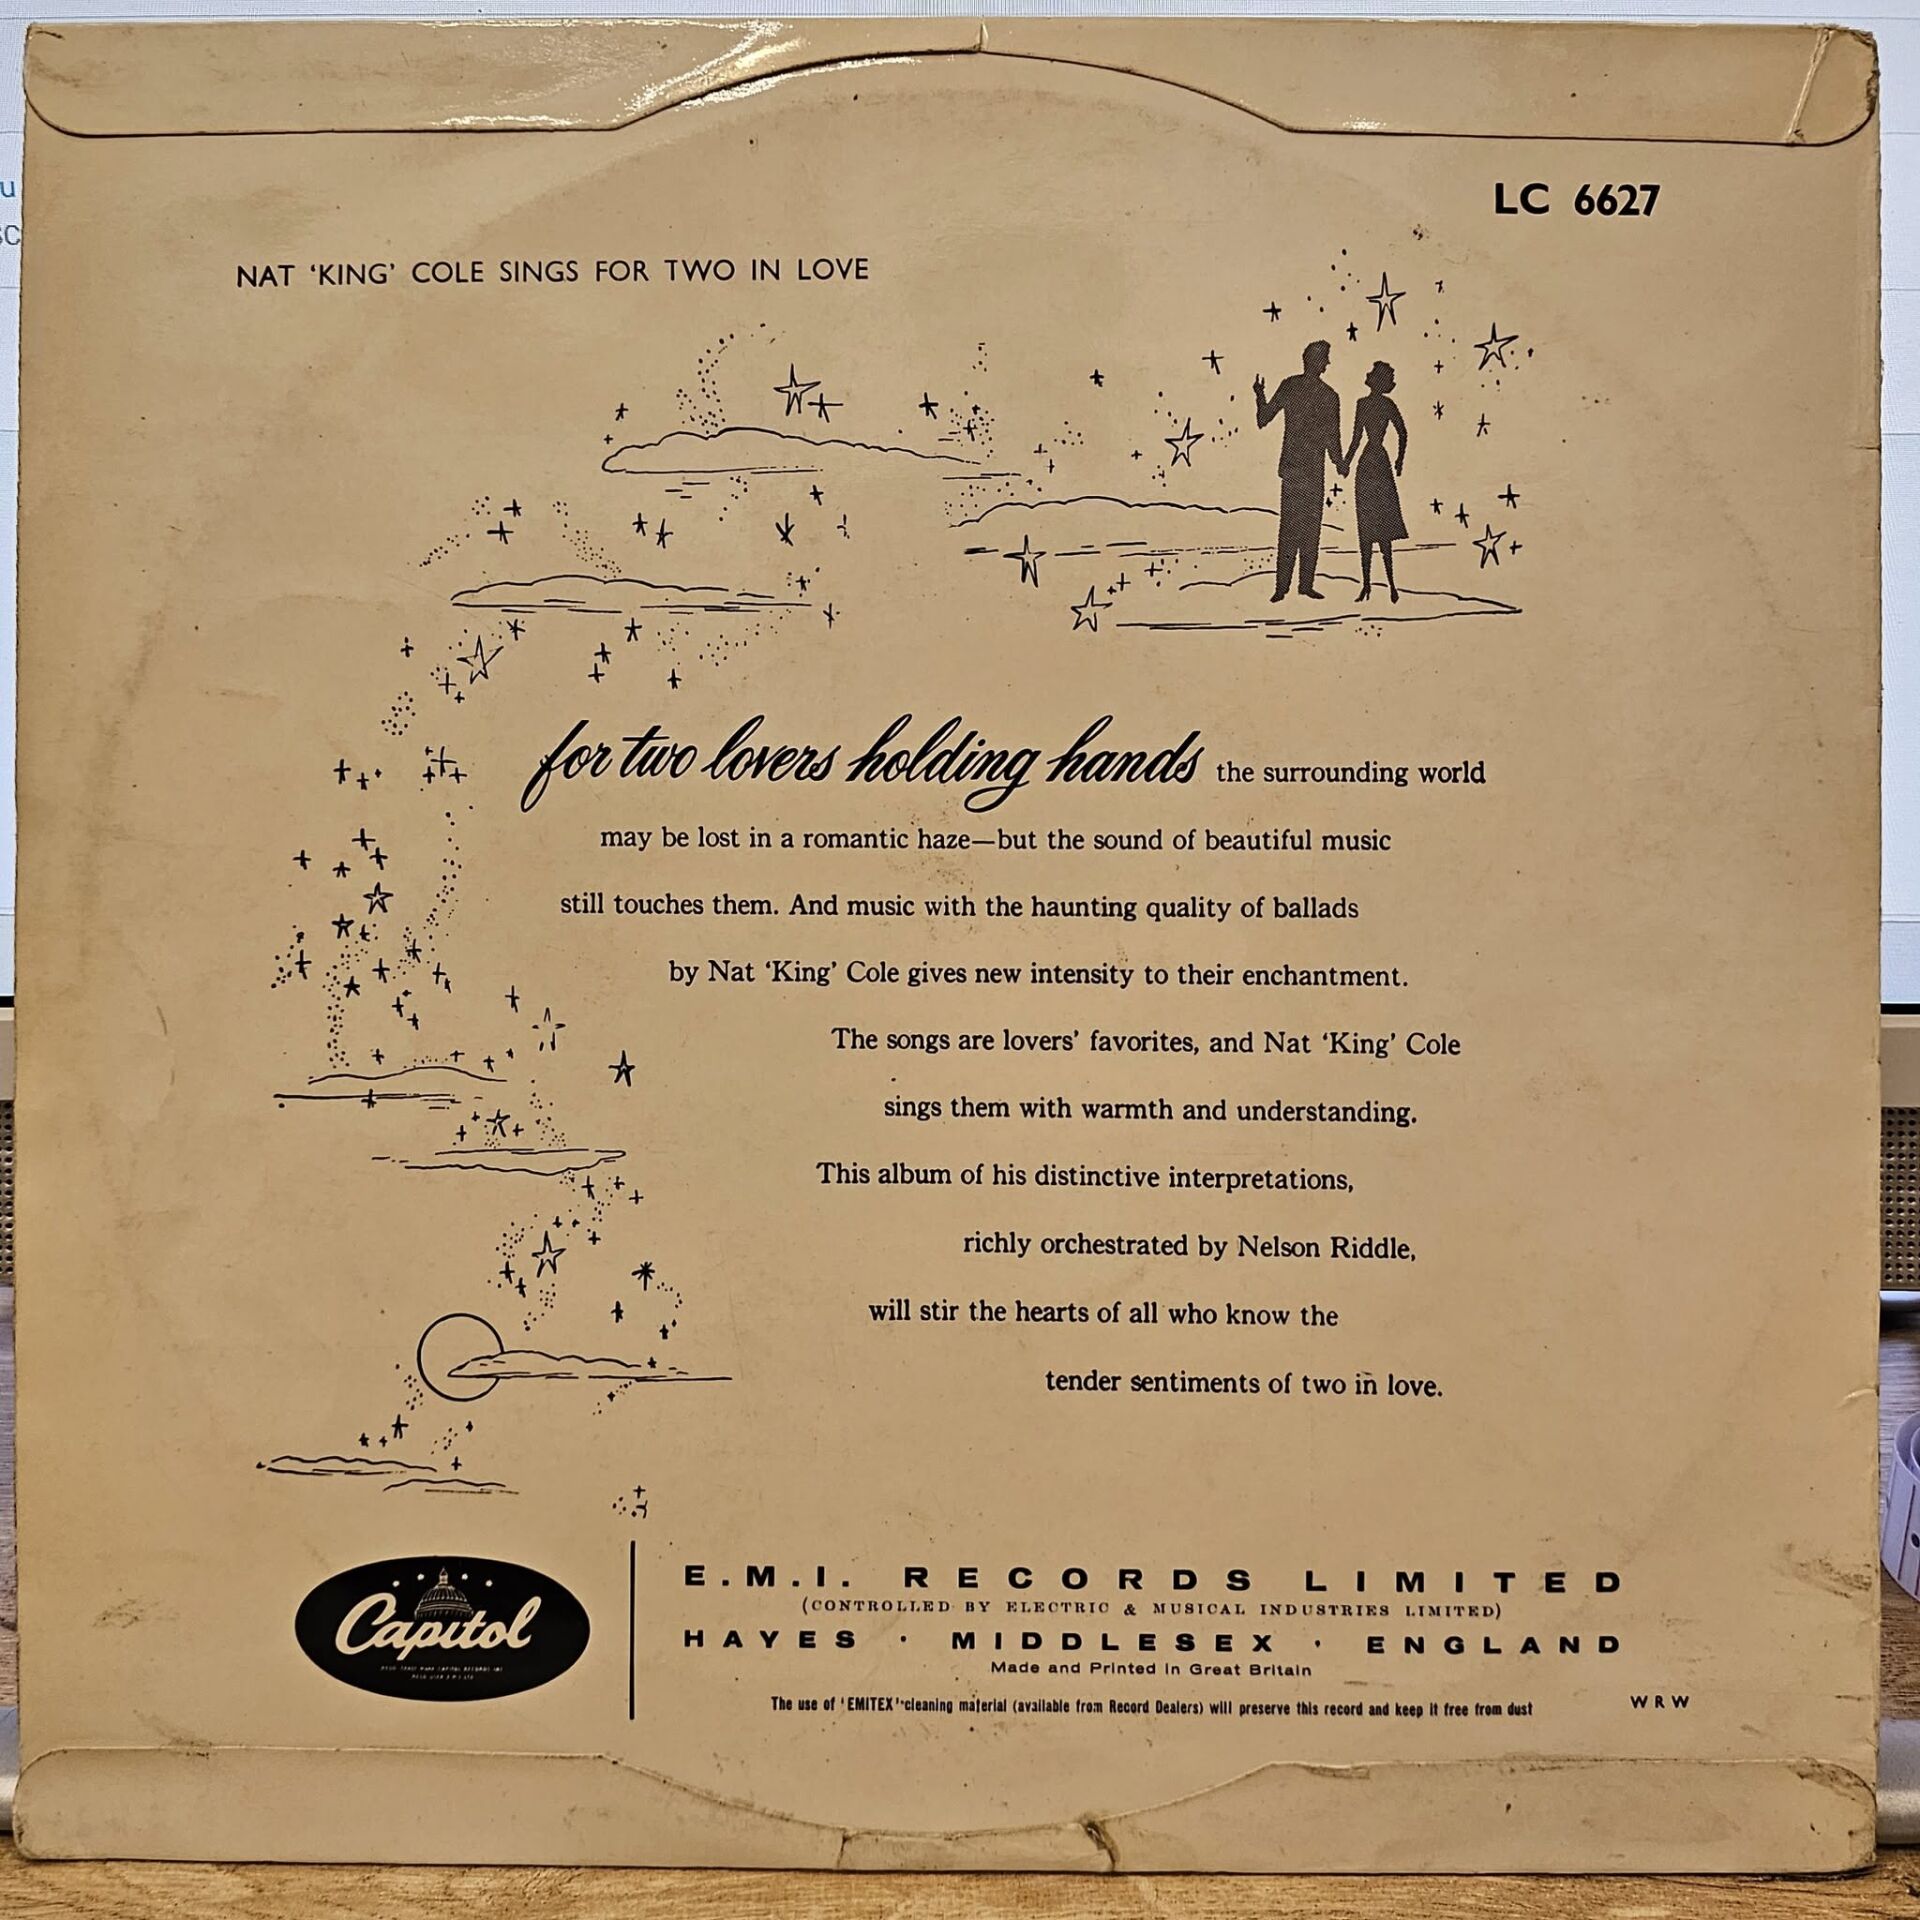 LC 6627
NAT ‘KING’ COLE SINGS FOR TWO IN LOVE
for two lovers holding hands the surrounding world
may be lost in a romantic haze—but the sound of beautiful music
still touches them. And music with the haunting quality of ballads
by Nat ‘King’ Cole gives new intensity to their enchantment.
The songs are lovers’ favorites, and Nat ‘King’ Cole
sings them with warmth and understanding.
This album of his distinctive interpretations,
richly orchestrated by Nelson Riddle,
will stir the hearts of all who know the
tender sentiments of two in love.
Capitol
E.M.I. RECORDS LIMITED
(CONTROLLED BY ELECTRIC & MUSICAL INDUSTRIES LIMITED)
HAYES · MIDDLESEX · ENGLAND
Made and Printed in Great Britain
The use of ‘EMITEX’ cleaning material (available from Record Dealers) will preserve this record and keep it free from dust
WRW